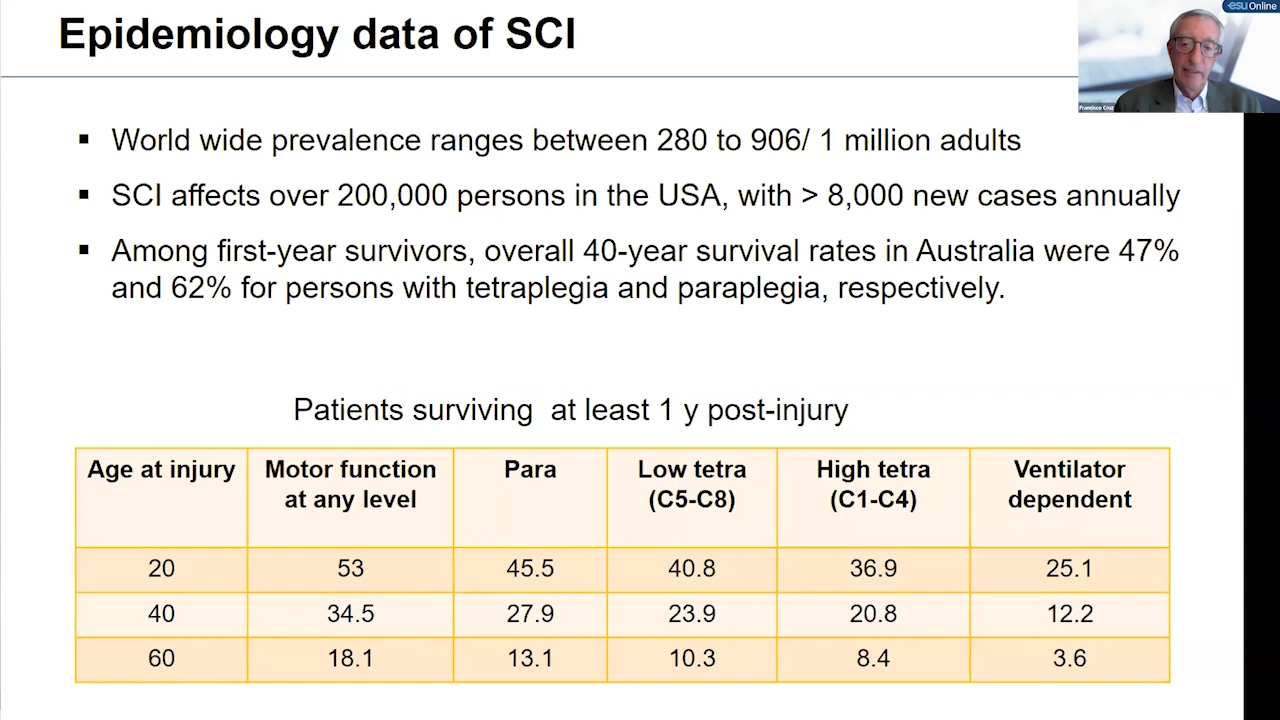 Epidemiology data of SCI
esu Online
Francisco Cruz
▪ World wide prevalence ranges between 280 to 906/ 1 million adults
▪ SCI affects over 200,000 persons in the USA, with > 8,000 new cases annually
▪ Among first-year survivors, overall 40-year survival rates in Australia were 47%
and 62% for persons with tetraplegia and paraplegia, respectively.
Patients surviving at least 1 y post-injury
Age at injury Motor function at any level Para Low tetra (C5-C8) High tetra (C1-C4) Ventilator dependent
20 53 45.5 40.8 36.9 25.1
40 34.5 27.9 23.9 20.8 12.2
60 18.1 13.1 10.3 8.4 3.6